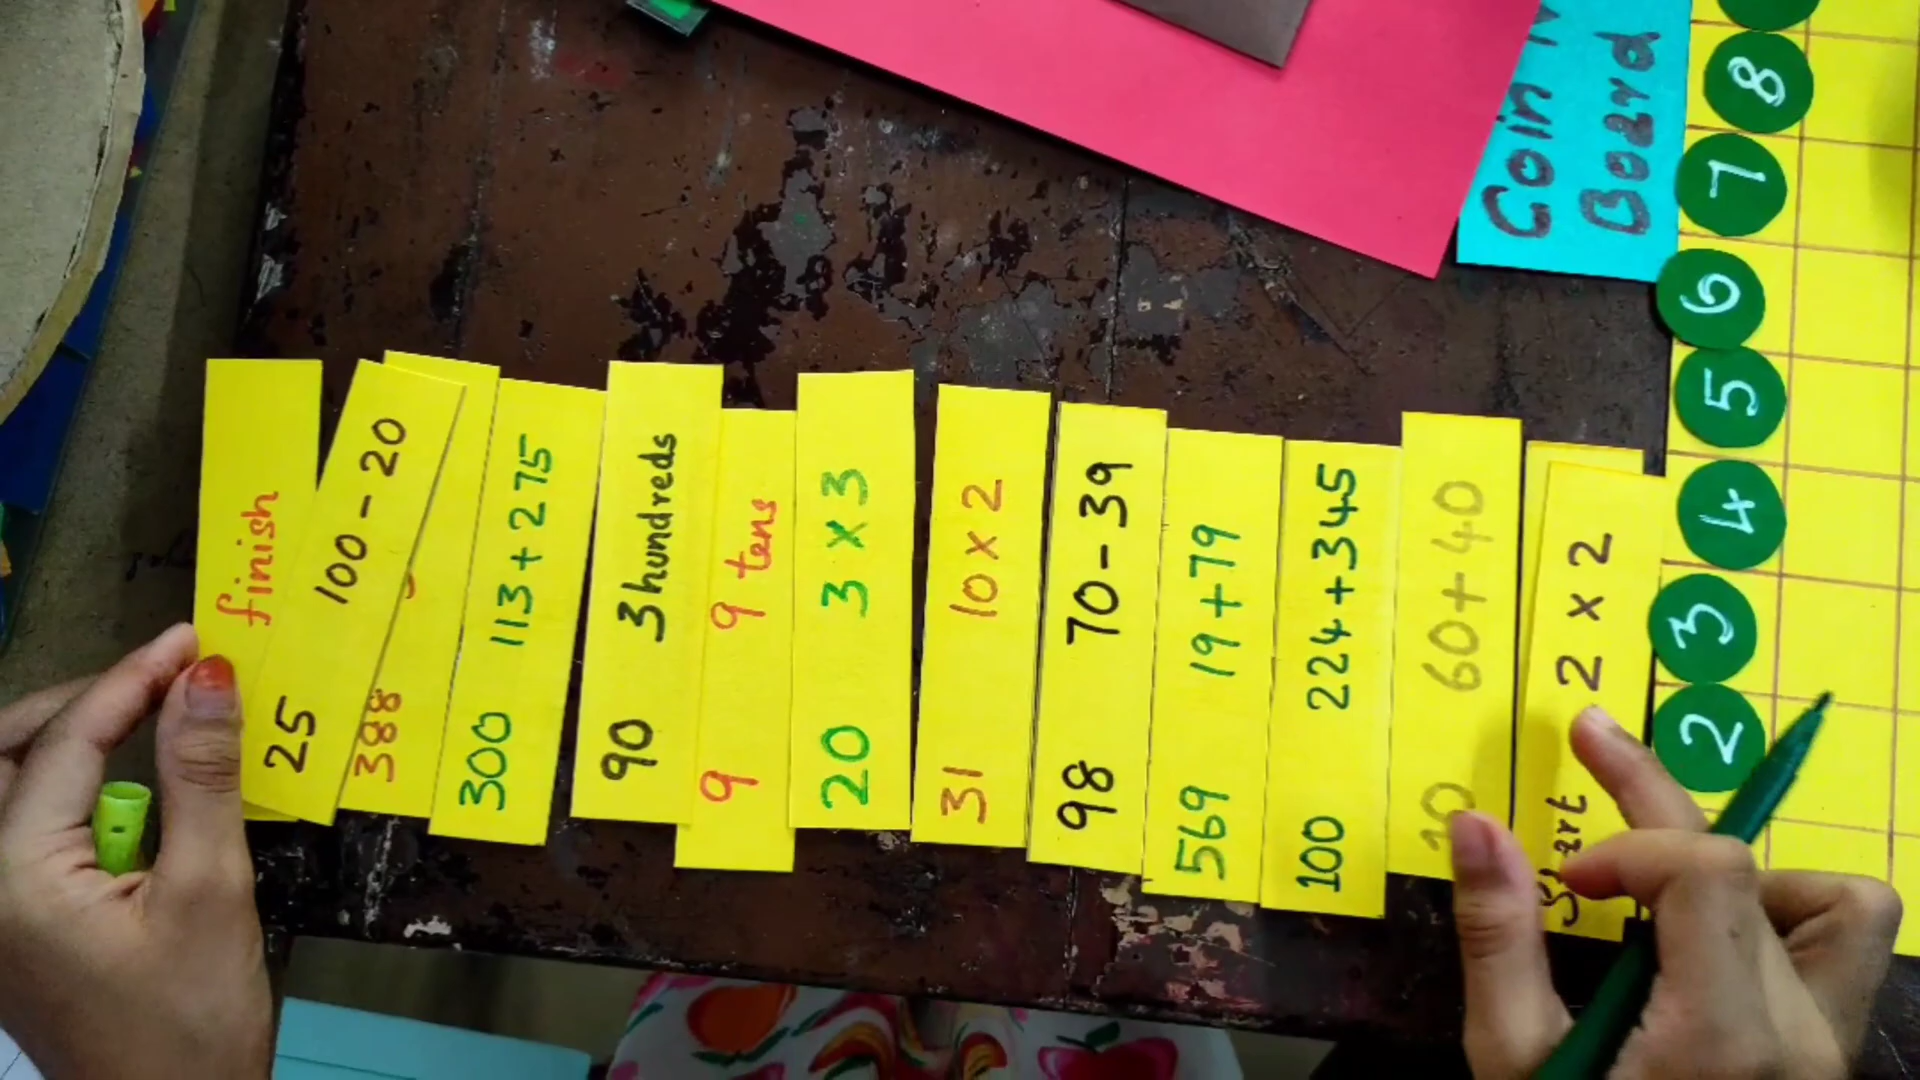 finish
25 100 - 20
388
300 113 + 275
90 3 hundreds
9 9 tens
20 3 x 3
31 10 x 2
98 70 - 39
569 19 + 79
100 224 + 345
60 + 40
2 x 2
Coin
Board
8
7
6
5
4
3
2